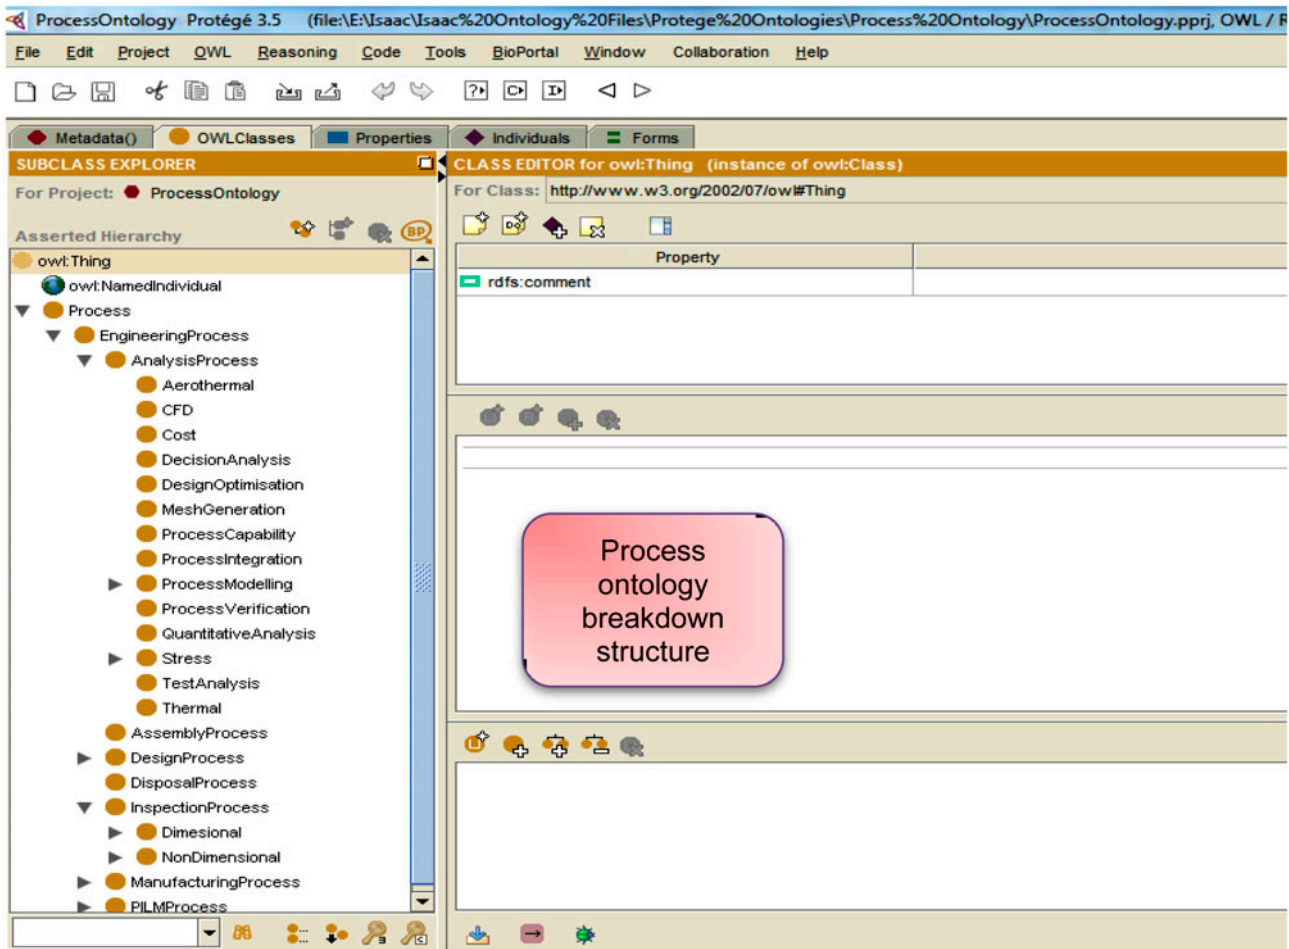 ProcessOntology Protégé 3.5 (file:\E:\Isaac\Isaac%20Ontology%20Files\Protege%20Ontologies\Process%20Ontology\ProcessOntology.pprj, OWL / R
File Edit Project OWL Reasoning Code Tools BioPortal Window Collaboration Help
Metadata() OWLClasses Properties Individuals Forms
SUBCLASS EXPLORER
For Project: ProcessOntology
Asserted Hierarchy
owl:Thing
owl:NamedIndividual
Process
EngineeringProcess
AnalysisProcess
Aerothermal
CFD
Cost
DecisionAnalysis
DesignOptimisation
MeshGeneration
ProcessCapability
ProcessIntegration
ProcessModelling
ProcessVerification
QuantitativeAnalysis
Stress
TestAnalysis
Thermal
AssemblyProcess
DesignProcess
DisposalProcess
InspectionProcess
Dimesional
NonDimensional
ManufacturingProcess
PILMProcess
CLASS EDITOR for owl:Thing (instance of owl:Class)
For Class: http://www.w3.org/2002/07/owl#Thing
Property
rdfs:comment
Process
ontology
breakdown
structure